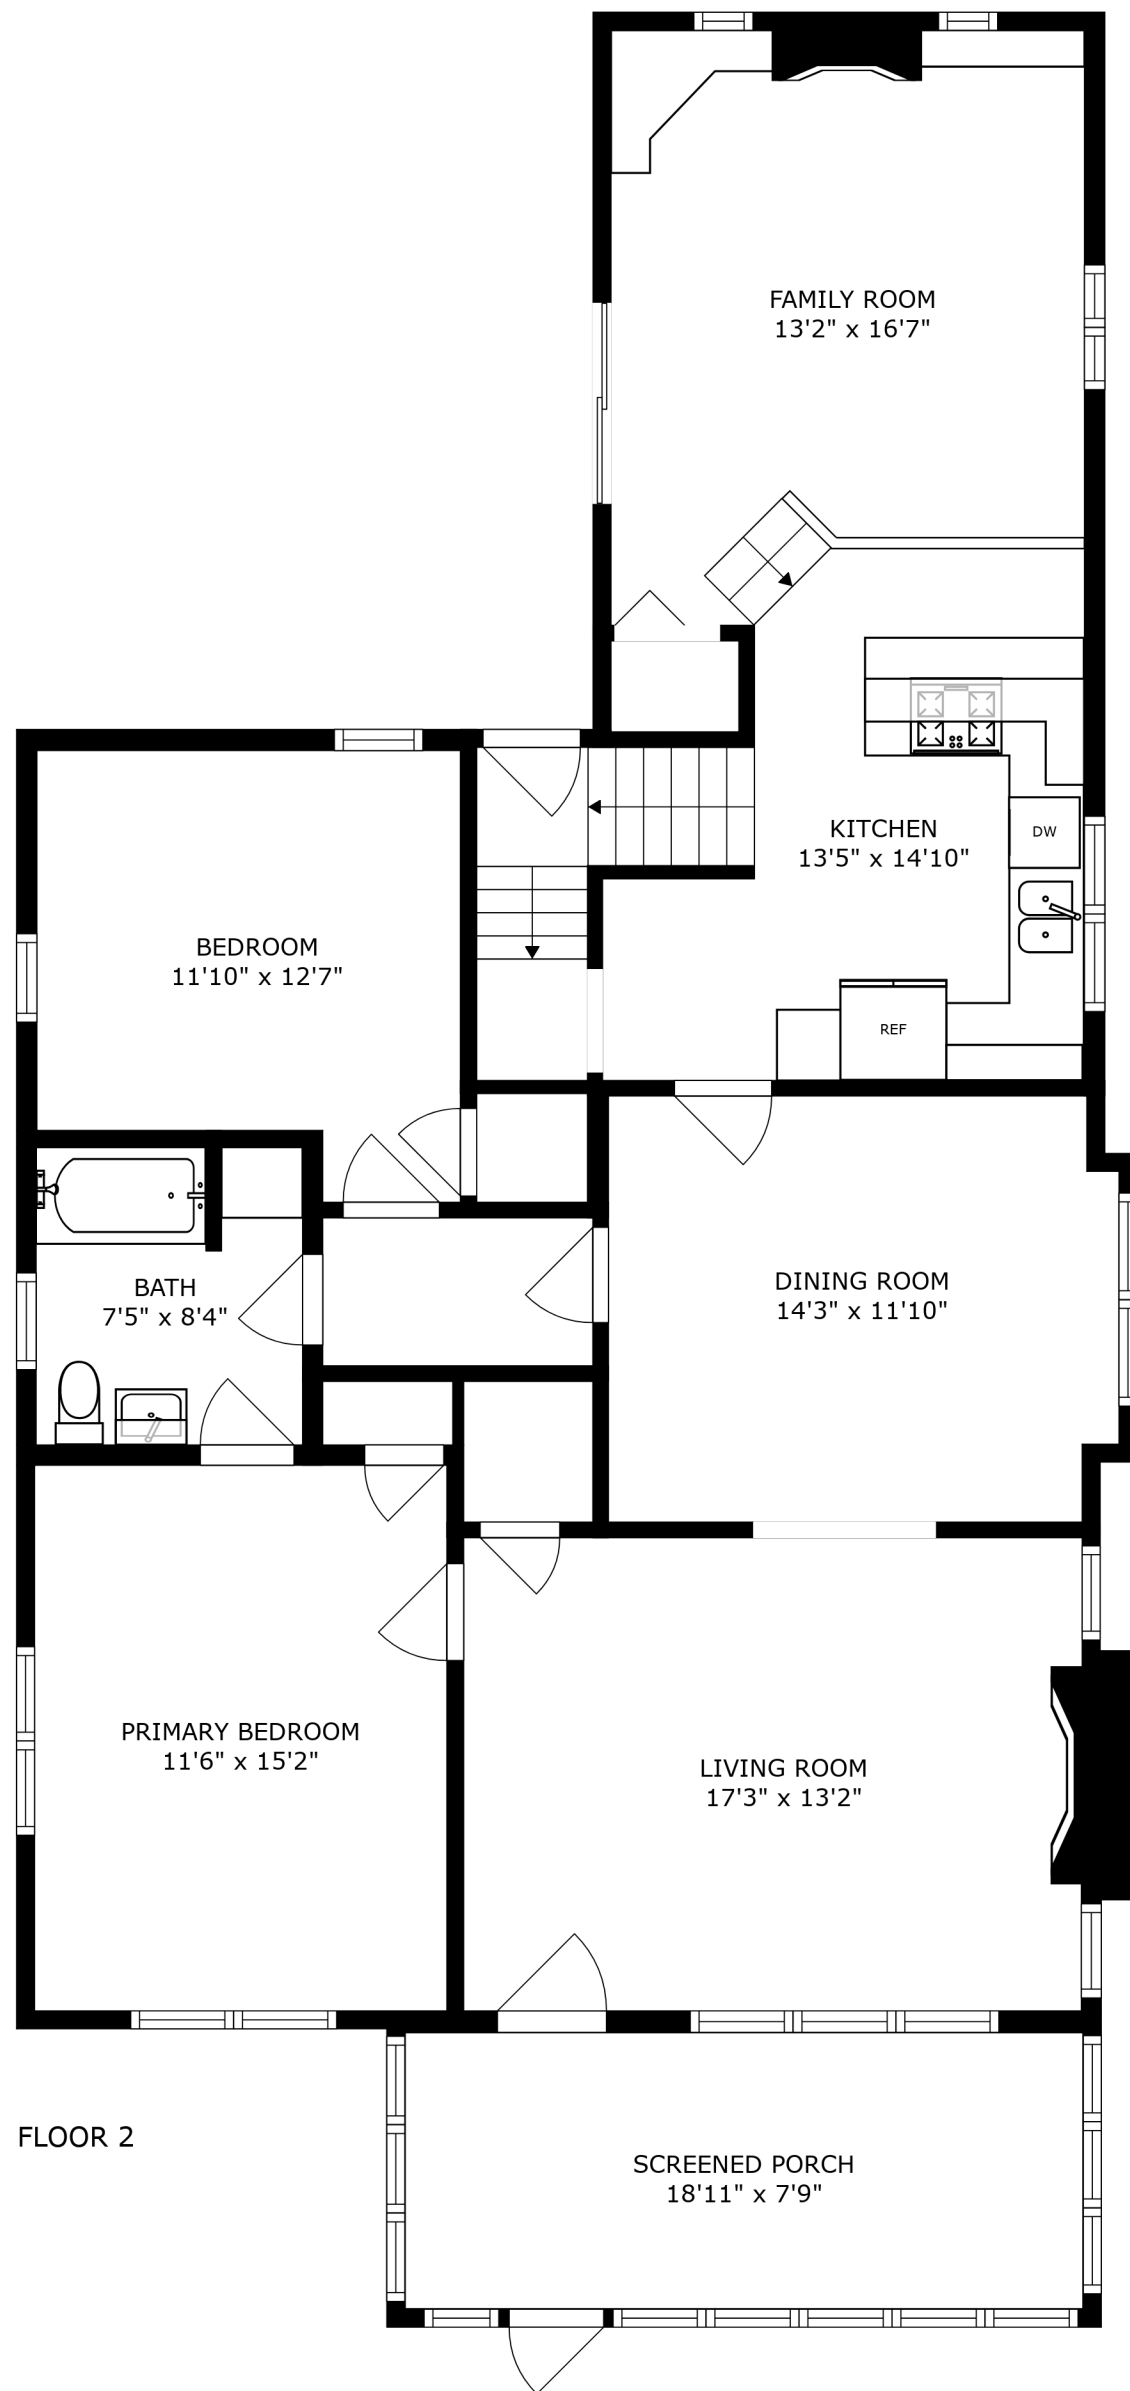 FAMILY ROOM
13'2" x 16'7"
KITCHEN
13'5" x 14'10"
DW
REF
BEDROOM
11'10" x 12'7"
BATH
7'5" x 8'4"
DINING ROOM
14'3" x 11'10"
PRIMARY BEDROOM
11'6" x 15'2"
LIVING ROOM
17'3" x 13'2"
FLOOR 2
SCREENED PORCH
18'11" x 7'9"